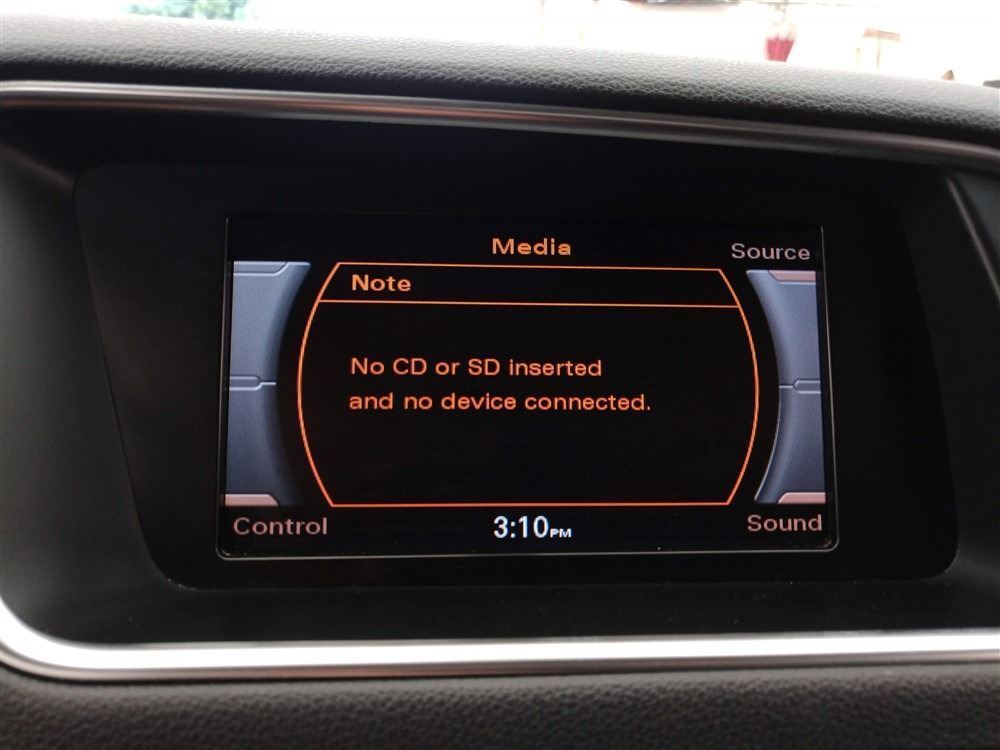 Media
Source
Note
No CD or SD inserted
and no device connected.
Control
3:10PM
Sound